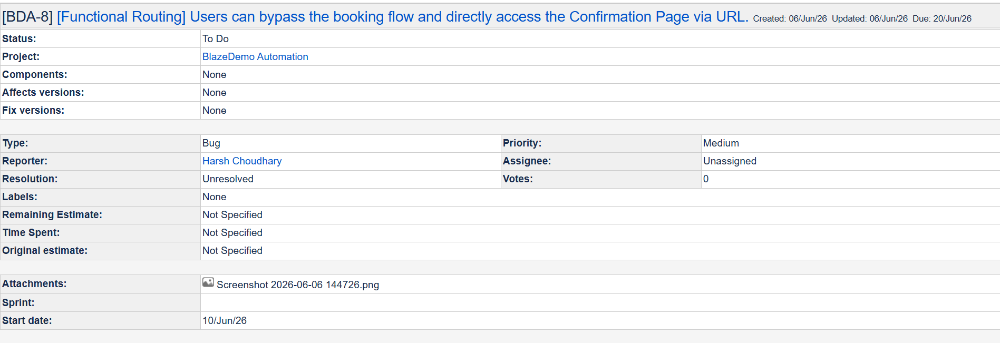 [BDA-8] [Functional Routing] Users can bypass the booking flow and directly access the Confirmation Page via URL. Created: 06/Jun/26 Updated: 06/Jun/26 Due: 20/Jun/26
Status: To Do
Project: BlazeDemo Automation
Components: None
Affects versions: None
Fix versions: None
Type: Bug Priority: Medium
Reporter: Harsh Choudhary Assignee: Unassigned
Resolution: Unresolved Votes: 0
Labels: None
Remaining Estimate: Not Specified
Time Spent: Not Specified
Original estimate: Not Specified
Attachments: Screenshot 2026-06-06 144726.png
Sprint:
Start date: 10/Jun/26